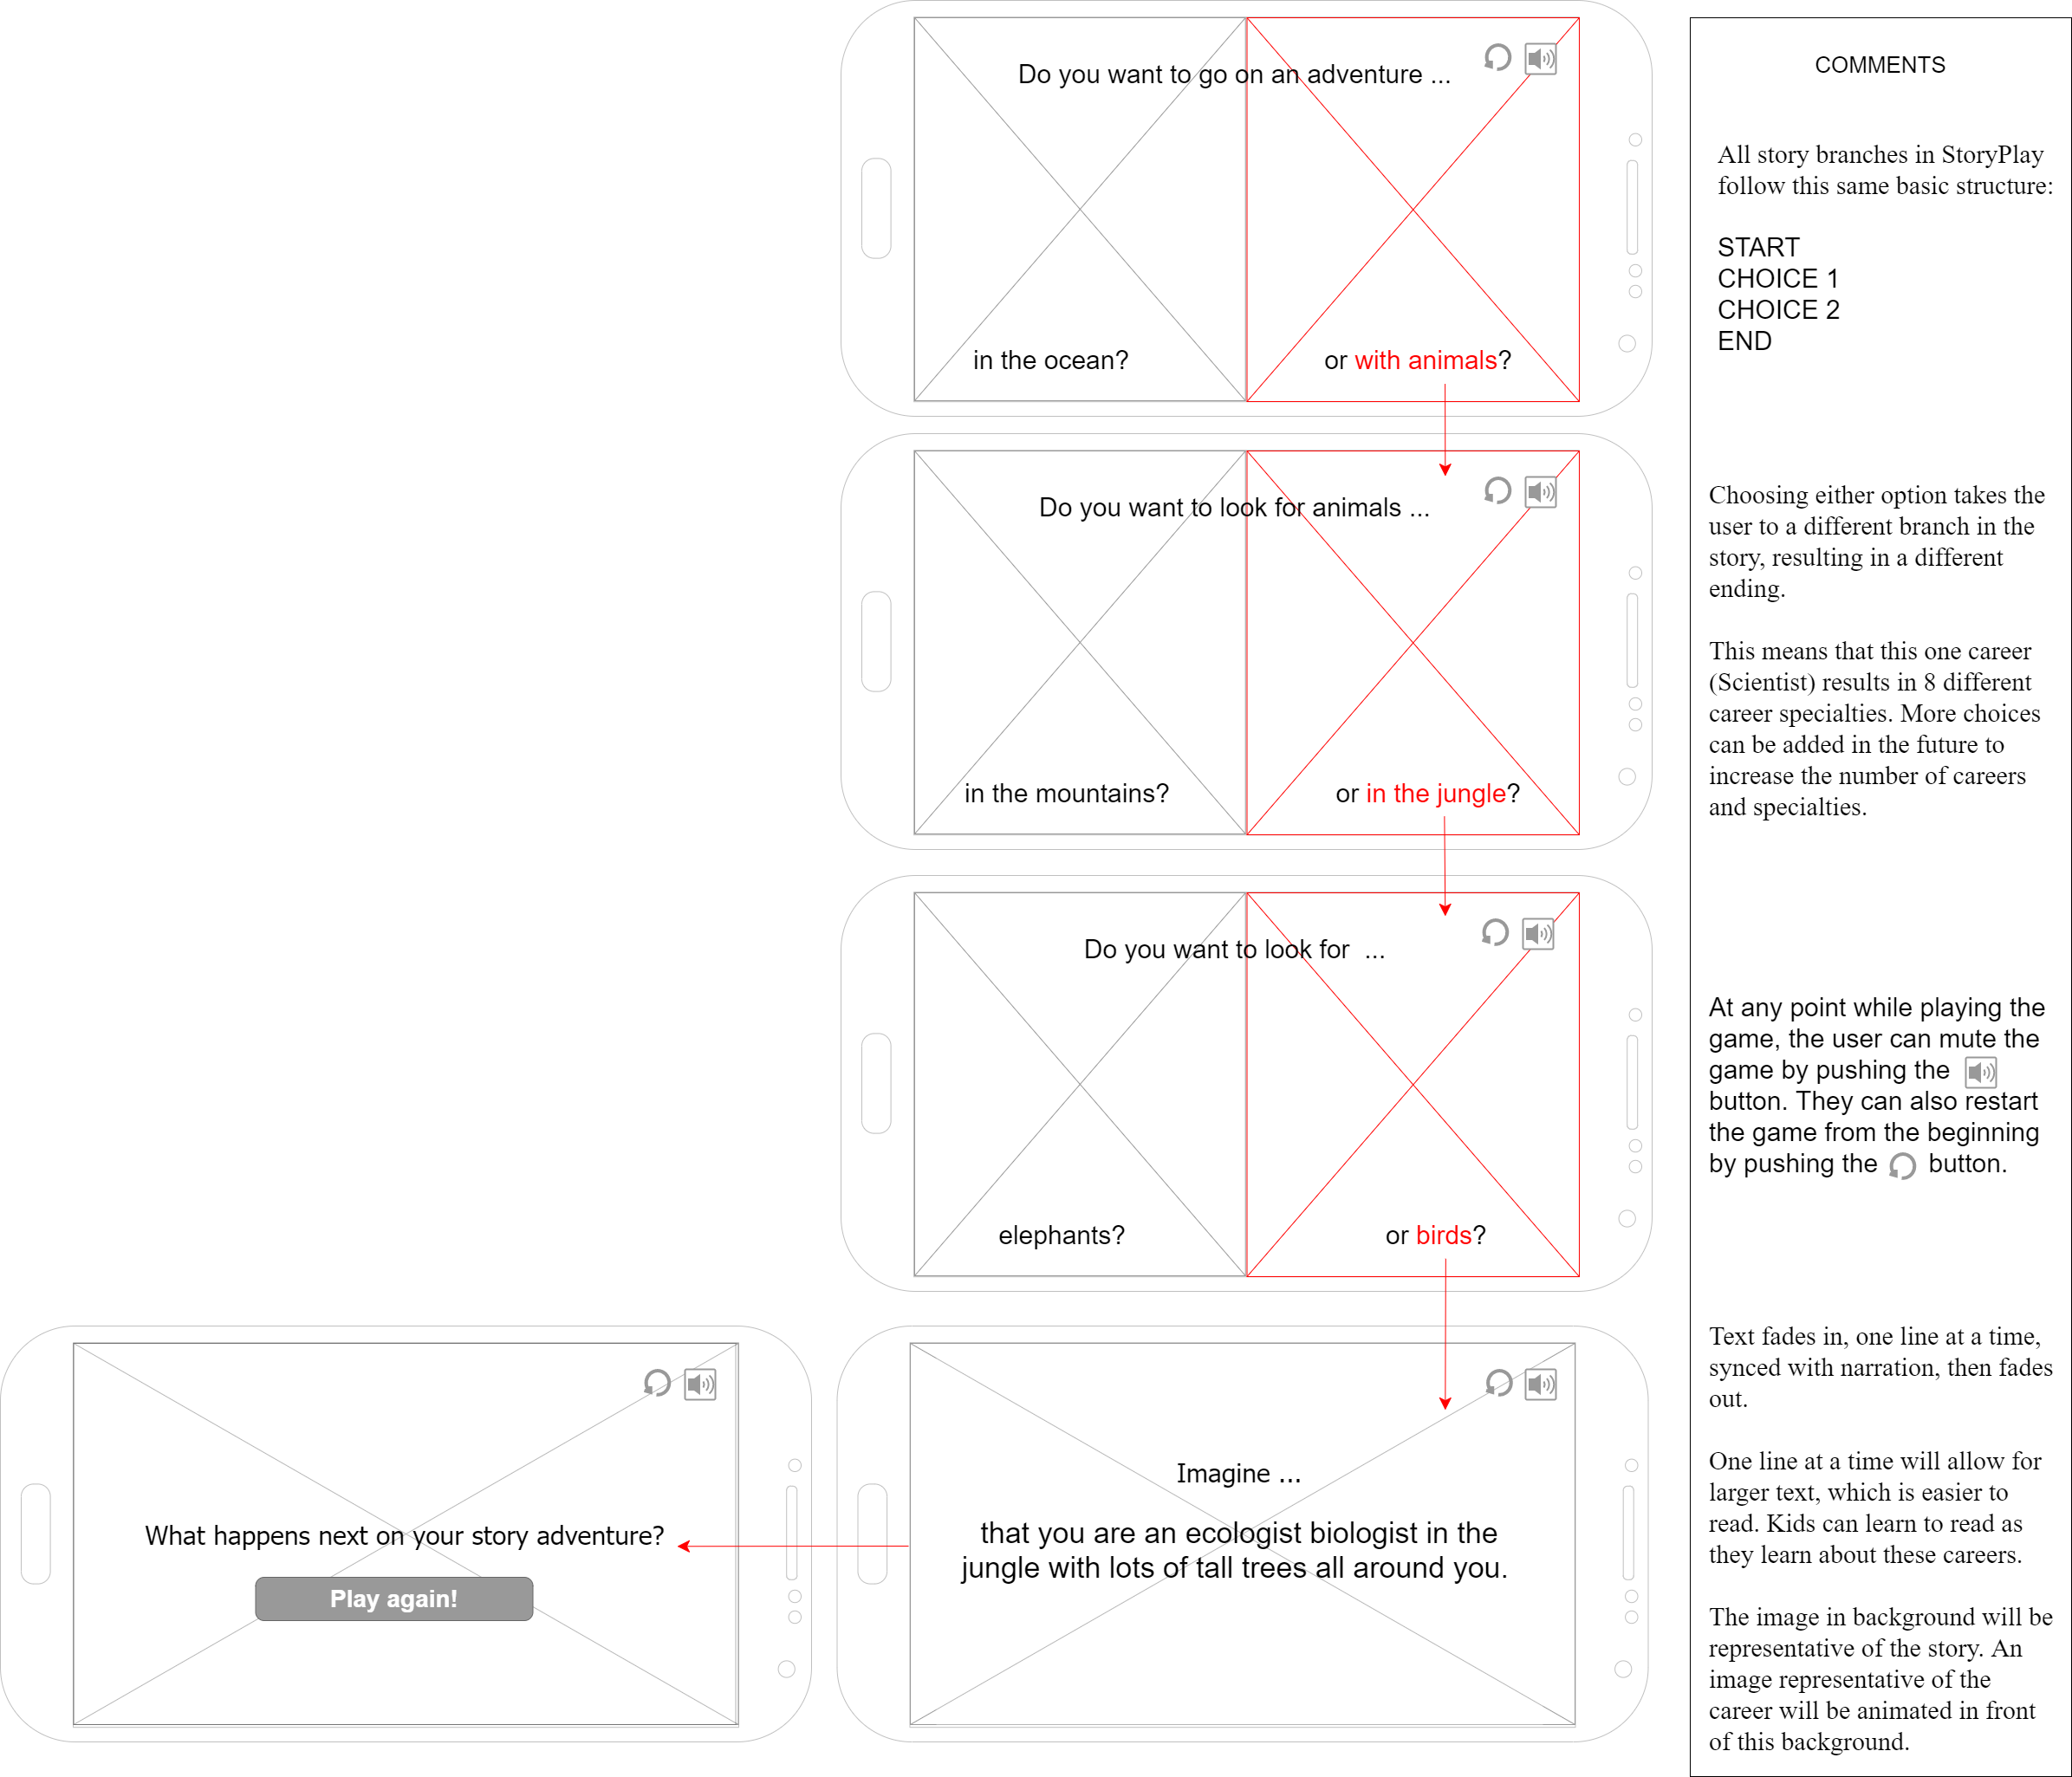 Do you want to go on an adventure ...
in the ocean?
or with animals?
Do you want to look for animals ...
in the mountains?
or in the jungle?
Do you want to look for ...
elephants?
or birds?
Imagine ...
that you are an ecologist biologist in the
jungle with lots of tall trees all around you.
What happens next on your story adventure?
Play again!
COMMENTS
All story branches in StoryPlay
follow this same basic structure:
START
CHOICE 1
CHOICE 2
END
Choosing either option takes the
user to a different branch in the
story, resulting in a different
ending.
This means that this one career
(Scientist) results in 8 different
career specialties. More choices
can be added in the future to
increase the number of careers
and specialties.
At any point while playing the
game, the user can mute the
game by pushing the
button. They can also restart
the game from the beginning
by pushing the button.
Text fades in, one line at a time,
synced with narration, then fades
out.
One line at a time will allow for
larger text, which is easier to
read. Kids can learn to read as
they learn about these careers.
The image in background will be
representative of the story. An
image representative of the
career will be animated in front
of this background.